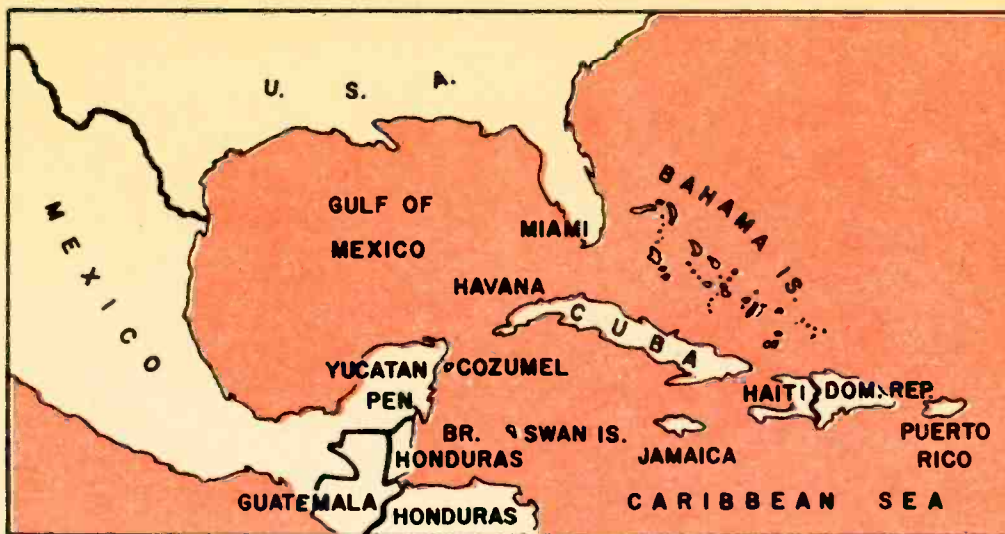 U. S. A.
MEXICO
GULF OF
MEXICO
MIAMI
BAHAMA IS.
HAVANA
CUBA
YUCATAN
PEN
COZUMEL
HAITI
DOM. REP.
PUERTO
RICO
JAMAICA
BR.
HONDURAS
SWAN IS.
GUATEMALA
HONDURAS
CARIBBEAN SEA